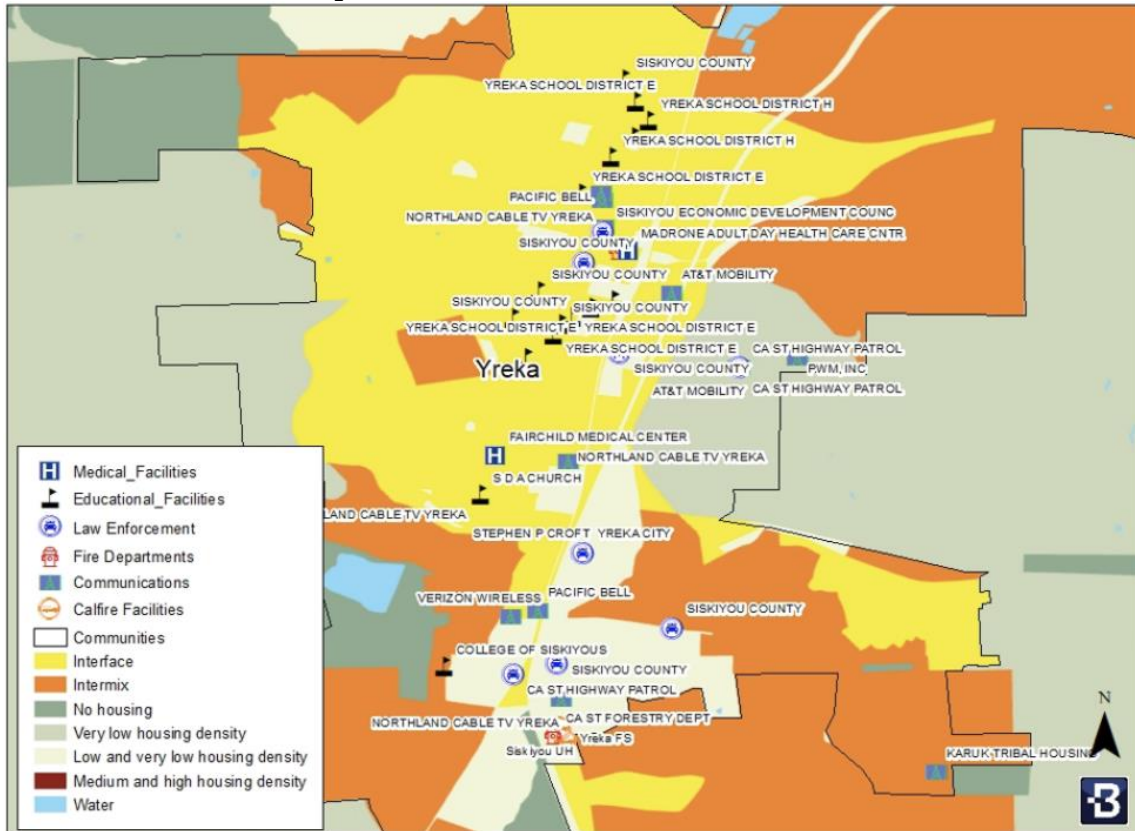 SISKIYOU COUNTY
YREKA SCHOOL DISTRICT E
YREKA SCHOOL DISTRICT H
YREKA SCHOOL DISTRICT H
YREKA SCHOOL DISTRICT E
PACIFIC BELL
SISKIYOU ECONOMIC DEVELOPMENT COUNC
NORTHLAND CABLE TV YREKA
MADRONE ADULT DAY HEALTH CARE CNTR
SISKIYOU COUNTY
SISKIYOU COUNTY
AT&T MOBILITY
SISKIYOU COUNTY
SISKIYOU COUNTY
YREKA SCHOOL DISTRICT E
YREKA SCHOOL DISTRICT E
YREKA SCHOOL DISTRICT E
CA ST HIGHWAY PATROL
Yreka
SISKIYOU COUNTY
PWM, INC
AT&T MOBILITY
CA ST HIGHWAY PATROL
FAIRCHILD MEDICAL CENTER
NORTHLAND CABLE TV YREKA
S D A CHURCH
LAND CABLE TV YREKA
STEPHEN P CROFT
YREKA CITY
PACIFIC BELL
VERIZON WIRELESS
SISKIYOU COUNTY
COLLEGE OF SISKIYOUS
SISKIYOU COUNTY
CA ST HIGHWAY PATROL
NORTHLAND CABLE TV YREKA
CA ST FORESTRY DEPT
Yreka FS
Siskiyou UH
KARUK TRIBAL HOUSING
N
B
H Medical_Facilities
Educational_Facilities
Law Enforcement
Fire Departments
Communications
Calfire Facilities
Communities
Interface
Intermix
No housing
Very low housing density
Low and very low housing density
Medium and high housing density
Water